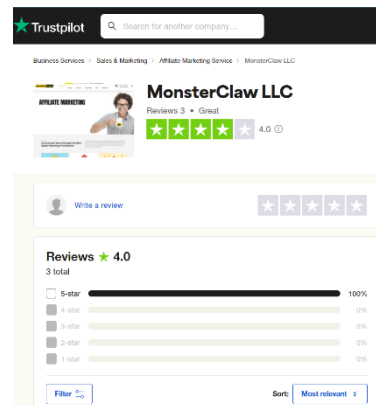 Trustpilot
Search for another company...
Business Services > Sales & Marketing > Affiliate Marketing Service > MonsterClaw LLC
AFFILIATE MARKETING
MonsterClaw LLC
Reviews 3 • Great
4.0
Write a review
Reviews ★ 4.0
3 total
5-star 100%
4-star 0%
3-star 0%
2-star 0%
1-star 0%
Filter
Sort: Most relevant